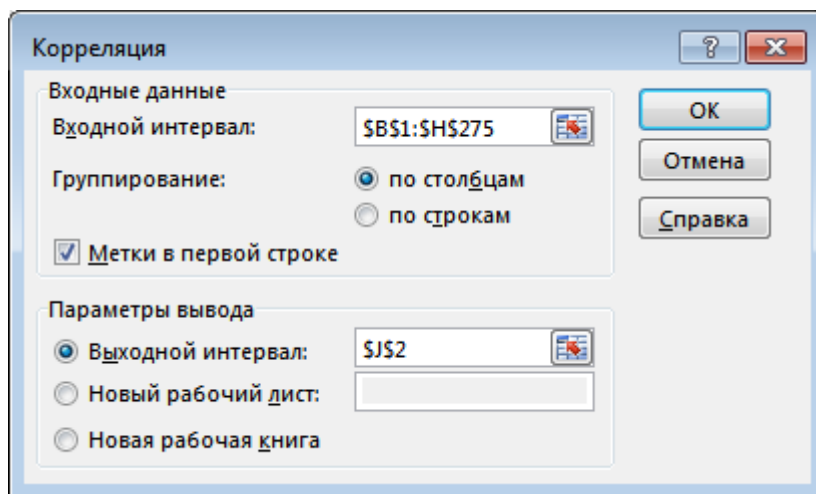 Корреляция
Входные данные
Входной интервал:
$B$1:$H$275
Группирование:
по столбцам
по строкам
Метки в первой строке
Параметры вывода
Выходной интервал:
$J$2
Новый рабочий лист:
Новая рабочая книга
OK
Отмена
Справка